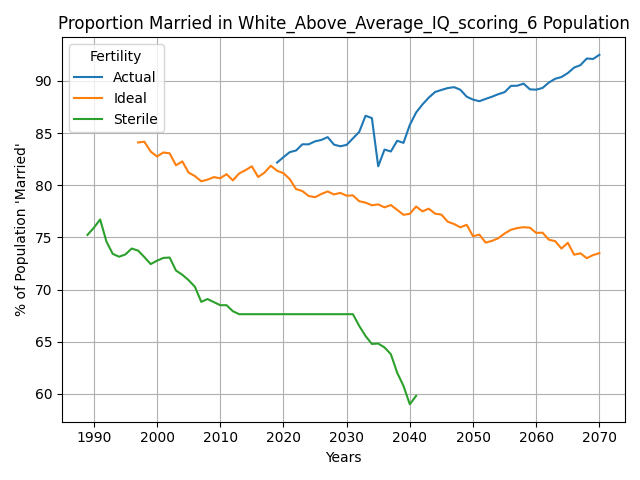 Proportion Married in White_Above_Average_IQ_scoring_6 Population
Fertility
Actual
Ideal
Sterile
% of Population 'Married'
90
85
80
75
70
65
60
1990 2000 2010 2020 2030 2040 2050 2060 2070
Years